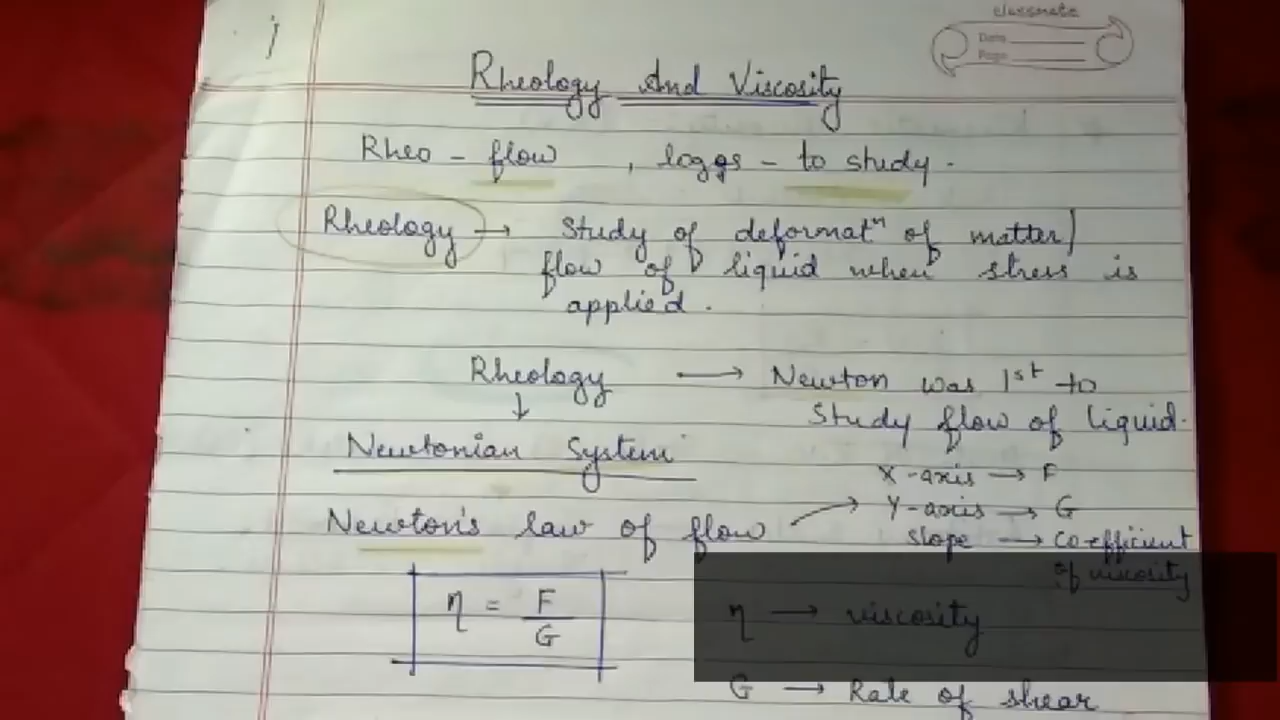 classmate
Date
Page
Rheology And Viscosity
Rheo - flow , logos - to study.
Rheology → Study of deformatⁿ of matter/
flow of liquid when stress is
applied.
Rheology → Newton was 1st to
↓ Study flow of liquid.
Newtonian System
X-axis → F
Newton's law of flow → Y-axis → G
slope → co-efficient
of viscosity
η = F/G
η → viscosity
G → Rate of shear